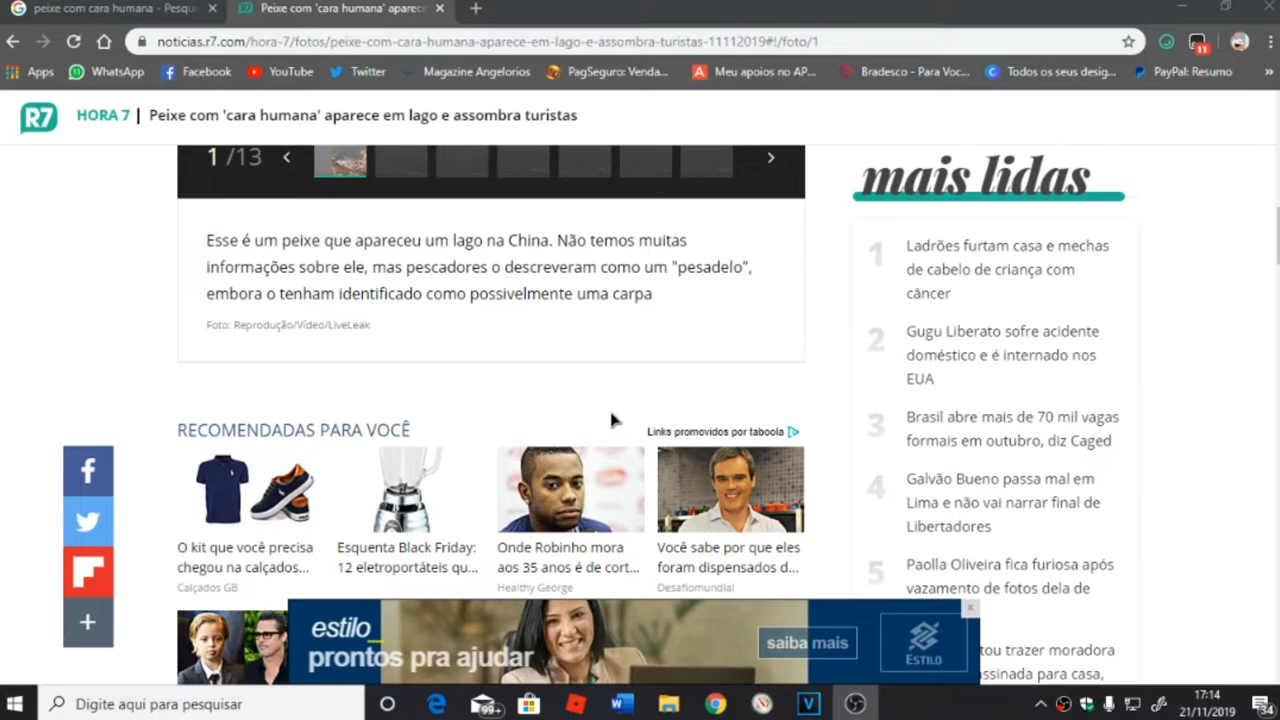 peixe com cara humana - Pesqu
Peixe com 'cara humana' aparece
noticias.r7.com/hora-7/fotos/peixe-com-cara-humana-aparece-em-lago-e-assombra-turistas-11112019#!/foto/1
11
Apps
WhatsApp
Facebook
YouTube
Twitter
Magazine Angelorios
PagSeguro: Venda...
Meu apoios no AP...
Bradesco - Para Voc...
Todos os seus desig...
PayPal: Resumo
R7
HORA 7 | Peixe com 'cara humana' aparece em lago e assombra turistas
1 /13
Esse é um peixe que apareceu um lago na China. Não temos muitas
informações sobre ele, mas pescadores o descreveram como um "pesadelo",
embora o tenham identificado como possivelmente uma carpa
Foto: Reprodução/Vídeo/LiveLeak
RECOMENDADAS PARA VOCÊ
Links promovidos por taboola
O kit que você precisa
chegou na calçados...
Calçados GB
Esquenta Black Friday:
12 eletroportáteis qu...
Onde Robinho mora
aos 35 anos é de cort...
Healthy George
Você sabe por que eles
foram dispensados d...
Desafiomundial
estilo_
prontos pra ajudar
saiba mais
ESTILO
mais lidas
1
Ladrões furtam casa e mechas
de cabelo de criança com
câncer
2
Gugu Liberato sofre acidente
doméstico e é internado nos
EUA
3
Brasil abre mais de 70 mil vagas
formais em outubro, diz Caged
4
Galvão Bueno passa mal em
Lima e não vai narrar final de
Libertadores
5
Paolla Oliveira fica furiosa após
vazamento de fotos dela de
tou trazer moradora
ssinada para casa,
Digite aqui para pesquisar
99+
17:14
21/11/2019
34